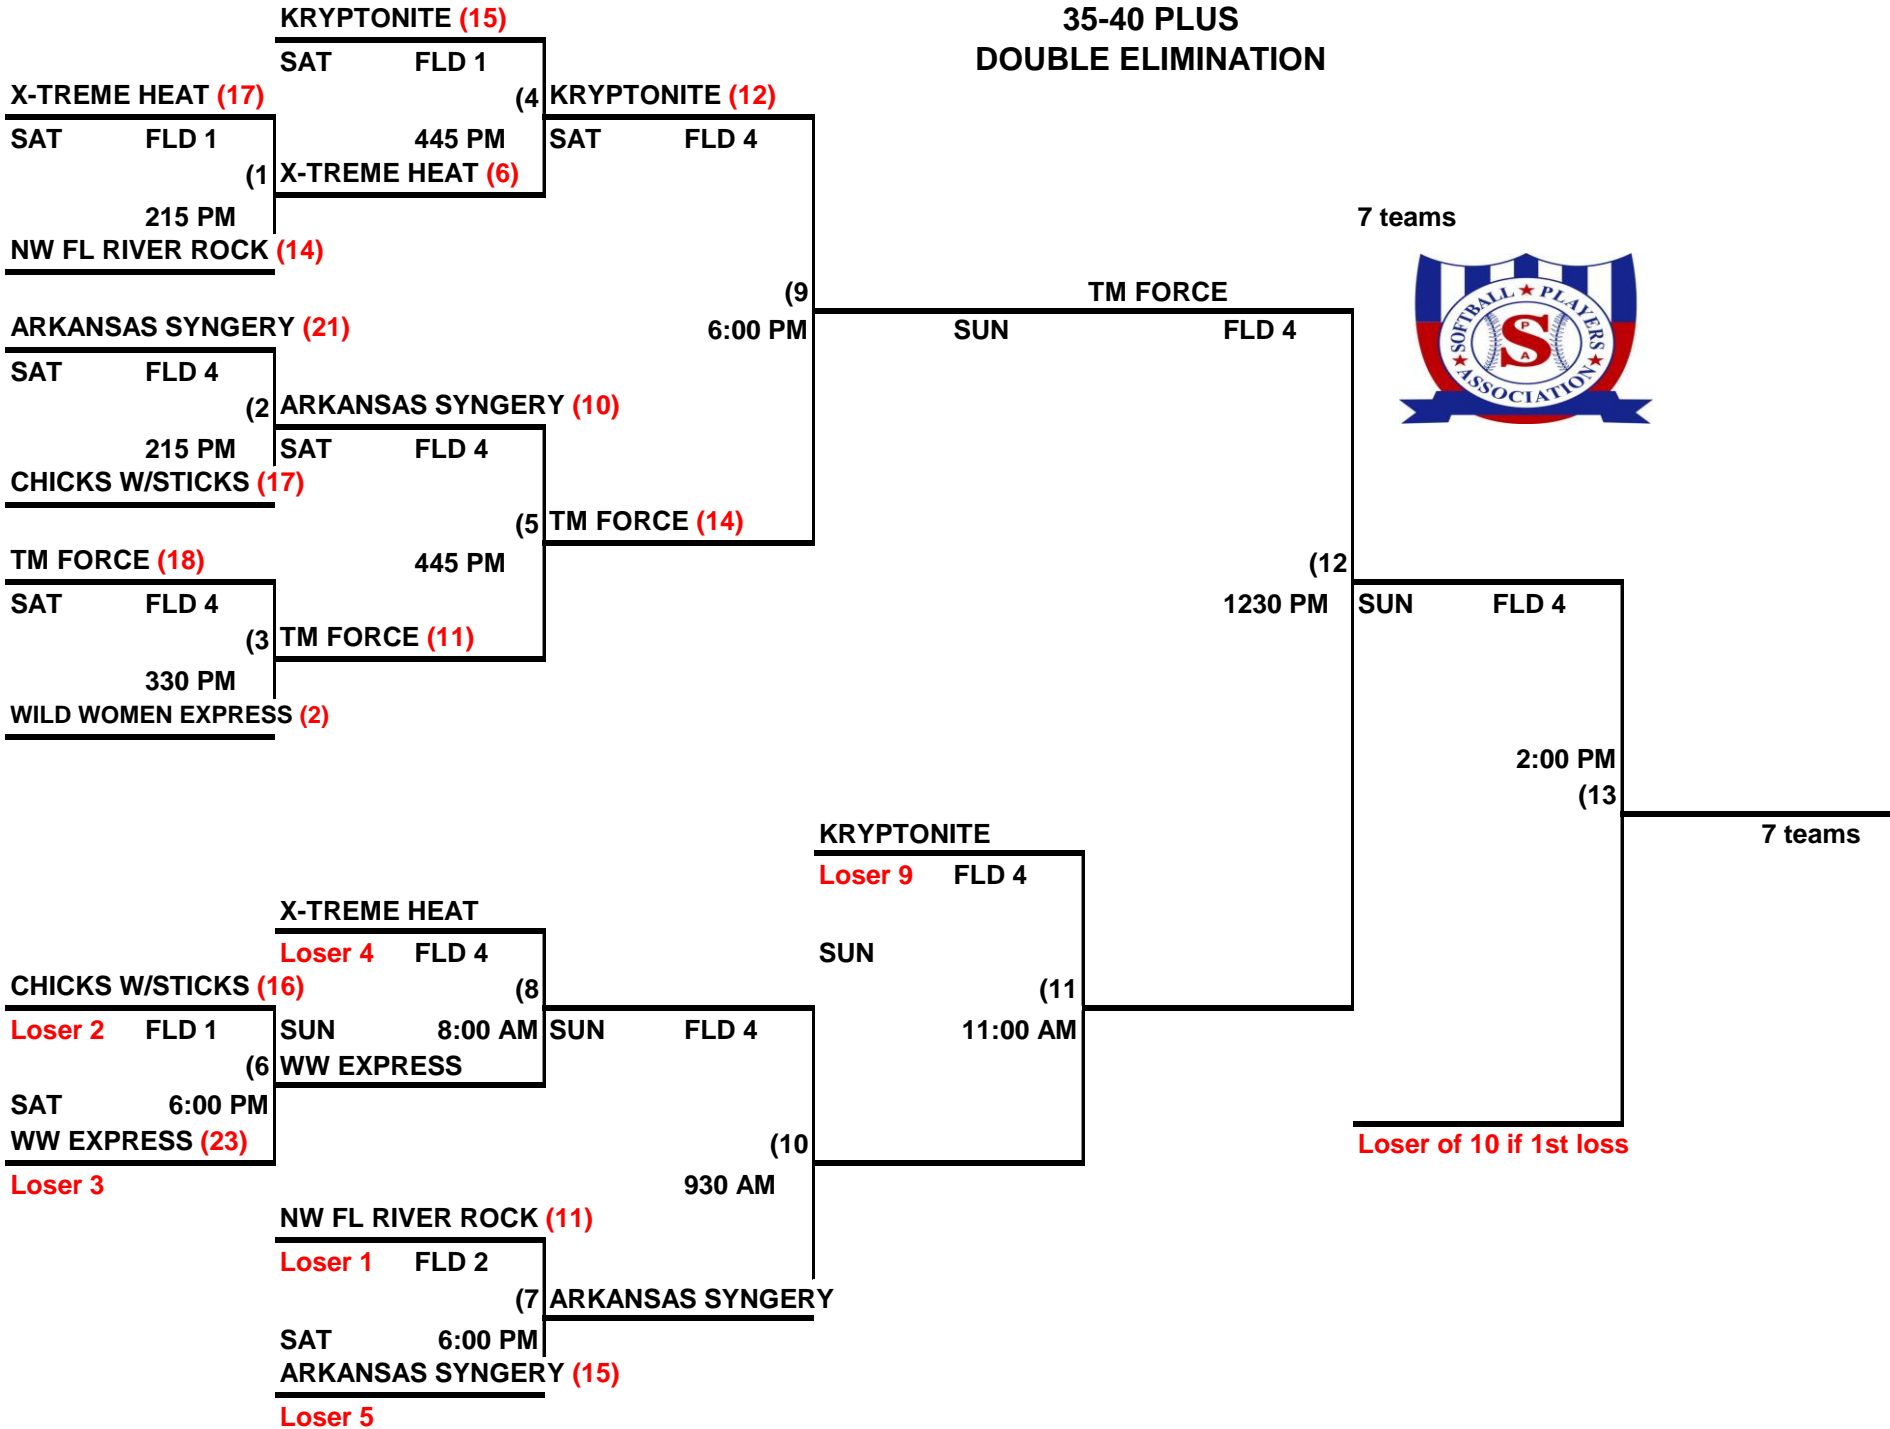 35-40 PLUS
DOUBLE ELIMINATION
KRYPTONITE (15)
SAT FLD 1
X-TREME HEAT (17)
(4 KRYPTONITE (12)
SAT FLD 1
445 PM SAT FLD 4
(1 X-TREME HEAT (6)
215 PM
7 teams
NW FL RIVER ROCK (14)
(9 TM FORCE
SOFTBALL ★ PLAYERS ★ ASSOCIATION ★
S
P
A
ARKANSAS SYNGERY (21)
6:00 PM SUN FLD 4
SAT FLD 4
(2 ARKANSAS SYNGERY (10)
215 PM SAT FLD 4
CHICKS W/STICKS (17)
(5 TM FORCE (14)
TM FORCE (18)
445 PM
(12
SAT FLD 4
1230 PM SUN FLD 4
(3 TM FORCE (11)
330 PM
WILD WOMEN EXPRESS (2)
2:00 PM
(13
KRYPTONITE
7 teams
Loser 9 FLD 4
X-TREME HEAT
Loser 4 FLD 4
SUN
CHICKS W/STICKS (16)
(8
(11
Loser 2 FLD 1
SUN 8:00 AM SUN FLD 4
11:00 AM
(6 WW EXPRESS
SAT 6:00 PM
WW EXPRESS (23)
(10
Loser of 10 if 1st loss
Loser 3
930 AM
NW FL RIVER ROCK (11)
Loser 1 FLD 2
(7 ARKANSAS SYNGERY
SAT 6:00 PM
ARKANSAS SYNGERY (15)
Loser 5